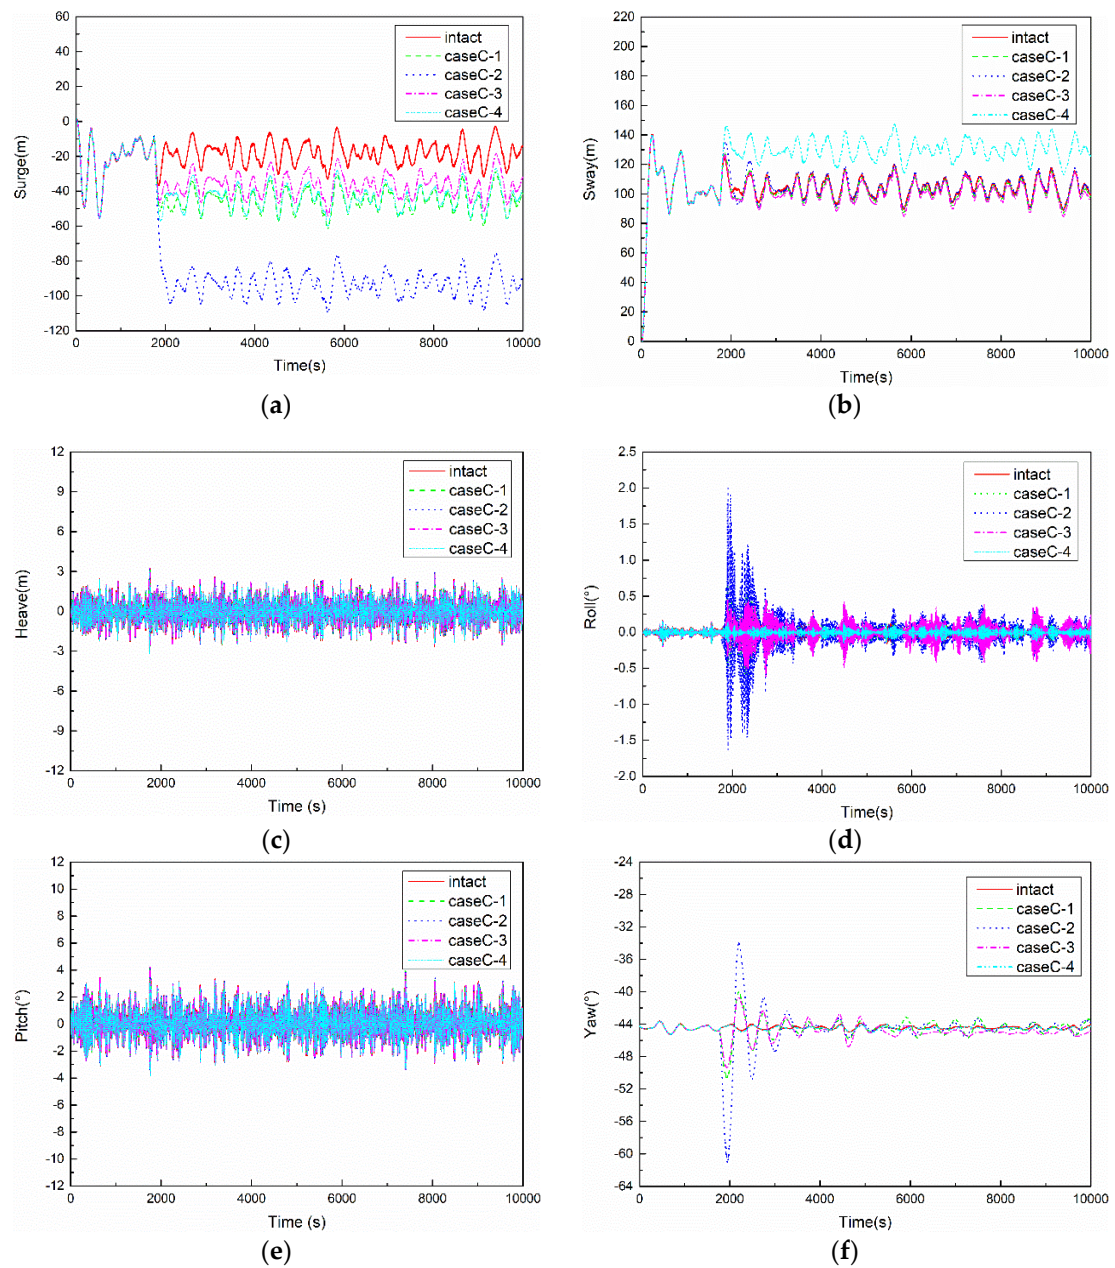 60
40
20
0
-20
-40
-60
-80
-100
-120
Surge(m)
0 2000 4000 6000 8000 10000
Time(s)
intact
caseC-1
caseC-2
caseC-3
caseC-4
(a)
220
200
180
160
140
120
100
80
60
40
20
0
Sway(m)
0 2000 4000 6000 8000 10000
Time(s)
intact
caseC-1
caseC-2
caseC-3
caseC-4
(b)
12
9
6
3
0
-3
-6
-9
-12
Heave(m)
0 2000 4000 6000 8000 10000
Time (s)
intact
caseC-1
caseC-2
caseC-3
caseC-4
(c)
2.5
2.0
1.5
1.0
0.5
0.0
-0.5
-1.0
-1.5
-2.0
Roll(°)
0 2000 4000 6000 8000 10000
Time(s)
intact
caseC-1
caseC-2
caseC-3
caseC-4
(d)
12
10
8
6
4
2
0
-2
-4
-6
-8
-10
-12
Pitch(°)
0 2000 4000 6000 8000 10000
Time (s)
intact
caseC-1
caseC-2
caseC-3
caseC-4
(e)
-24
-28
-32
-36
-40
-44
-48
-52
-56
-60
-64
Yaw(°)
0 2000 4000 6000 8000 10000
Time(s)
intact
caseC-1
caseC-2
caseC-3
caseC-4
(f)